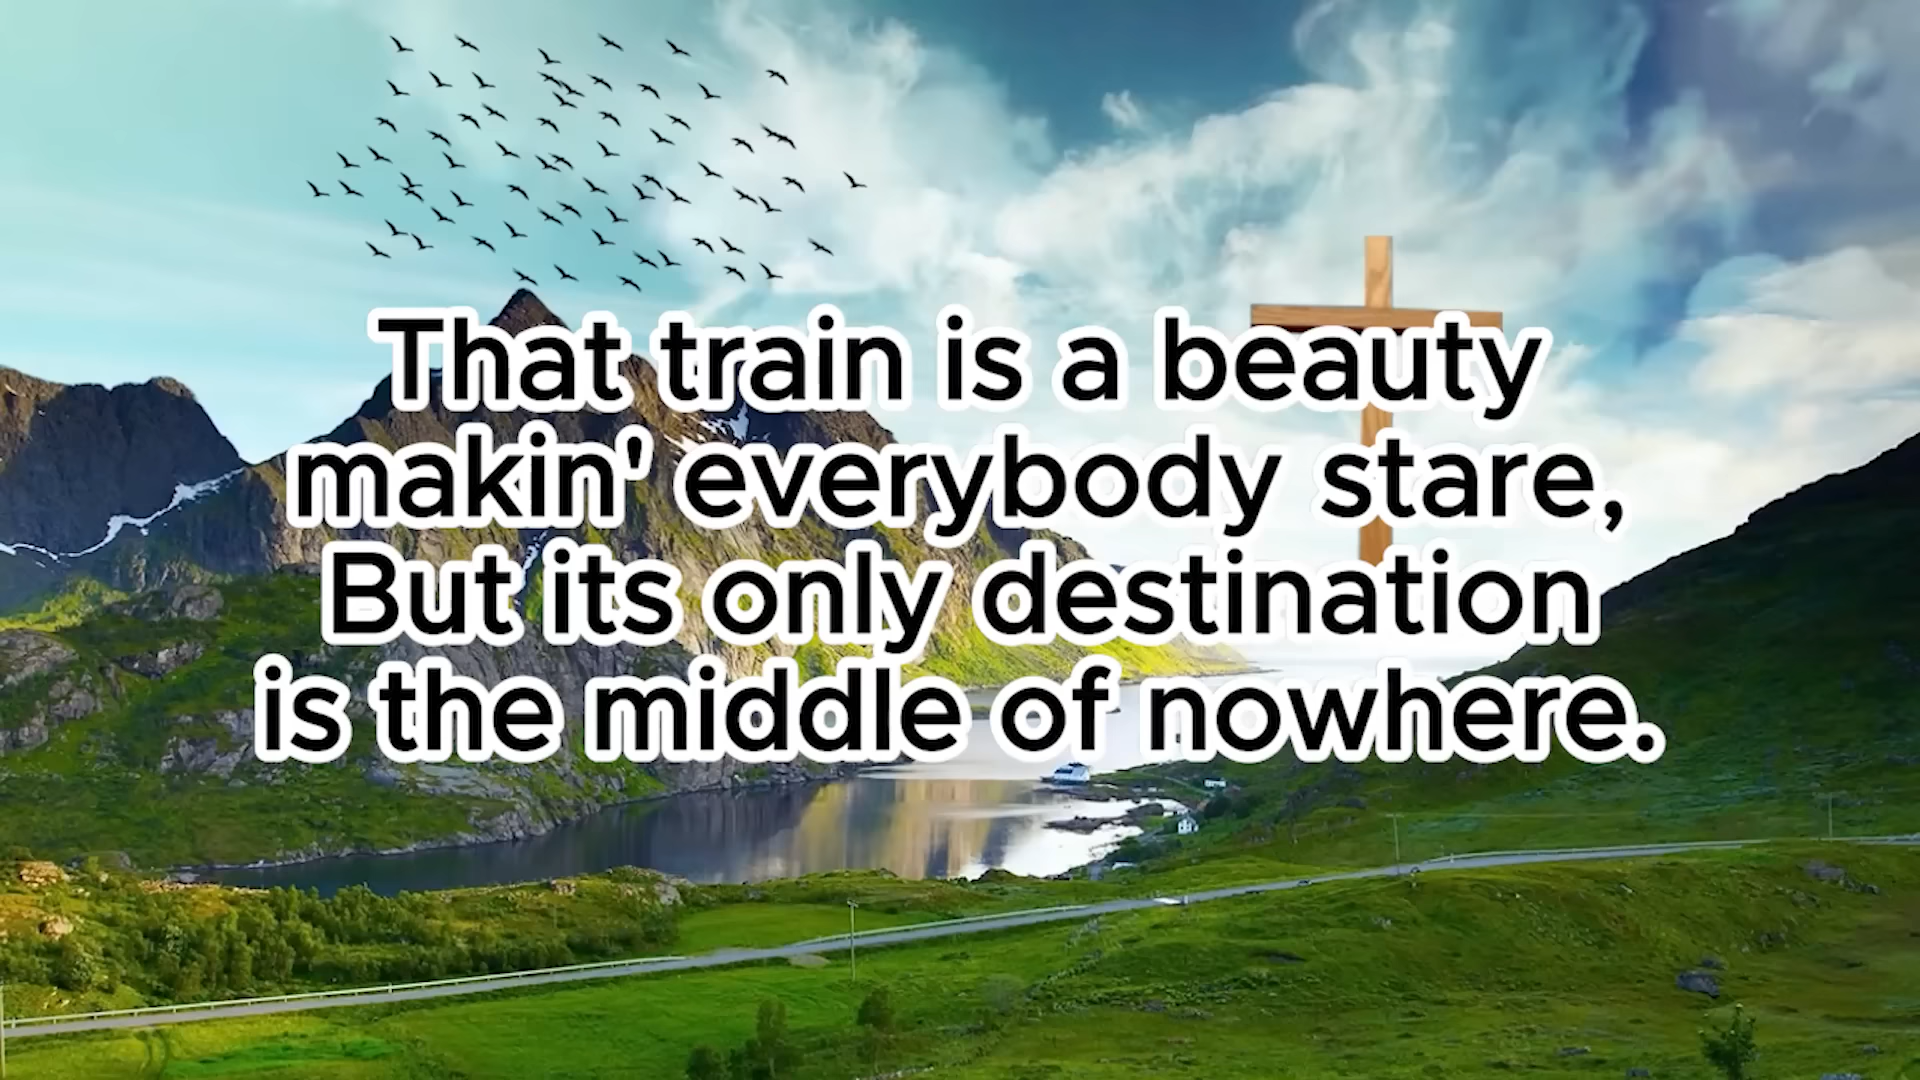 That train is a beauty
makin' everybody stare,
But its only destination
is the middle of nowhere.